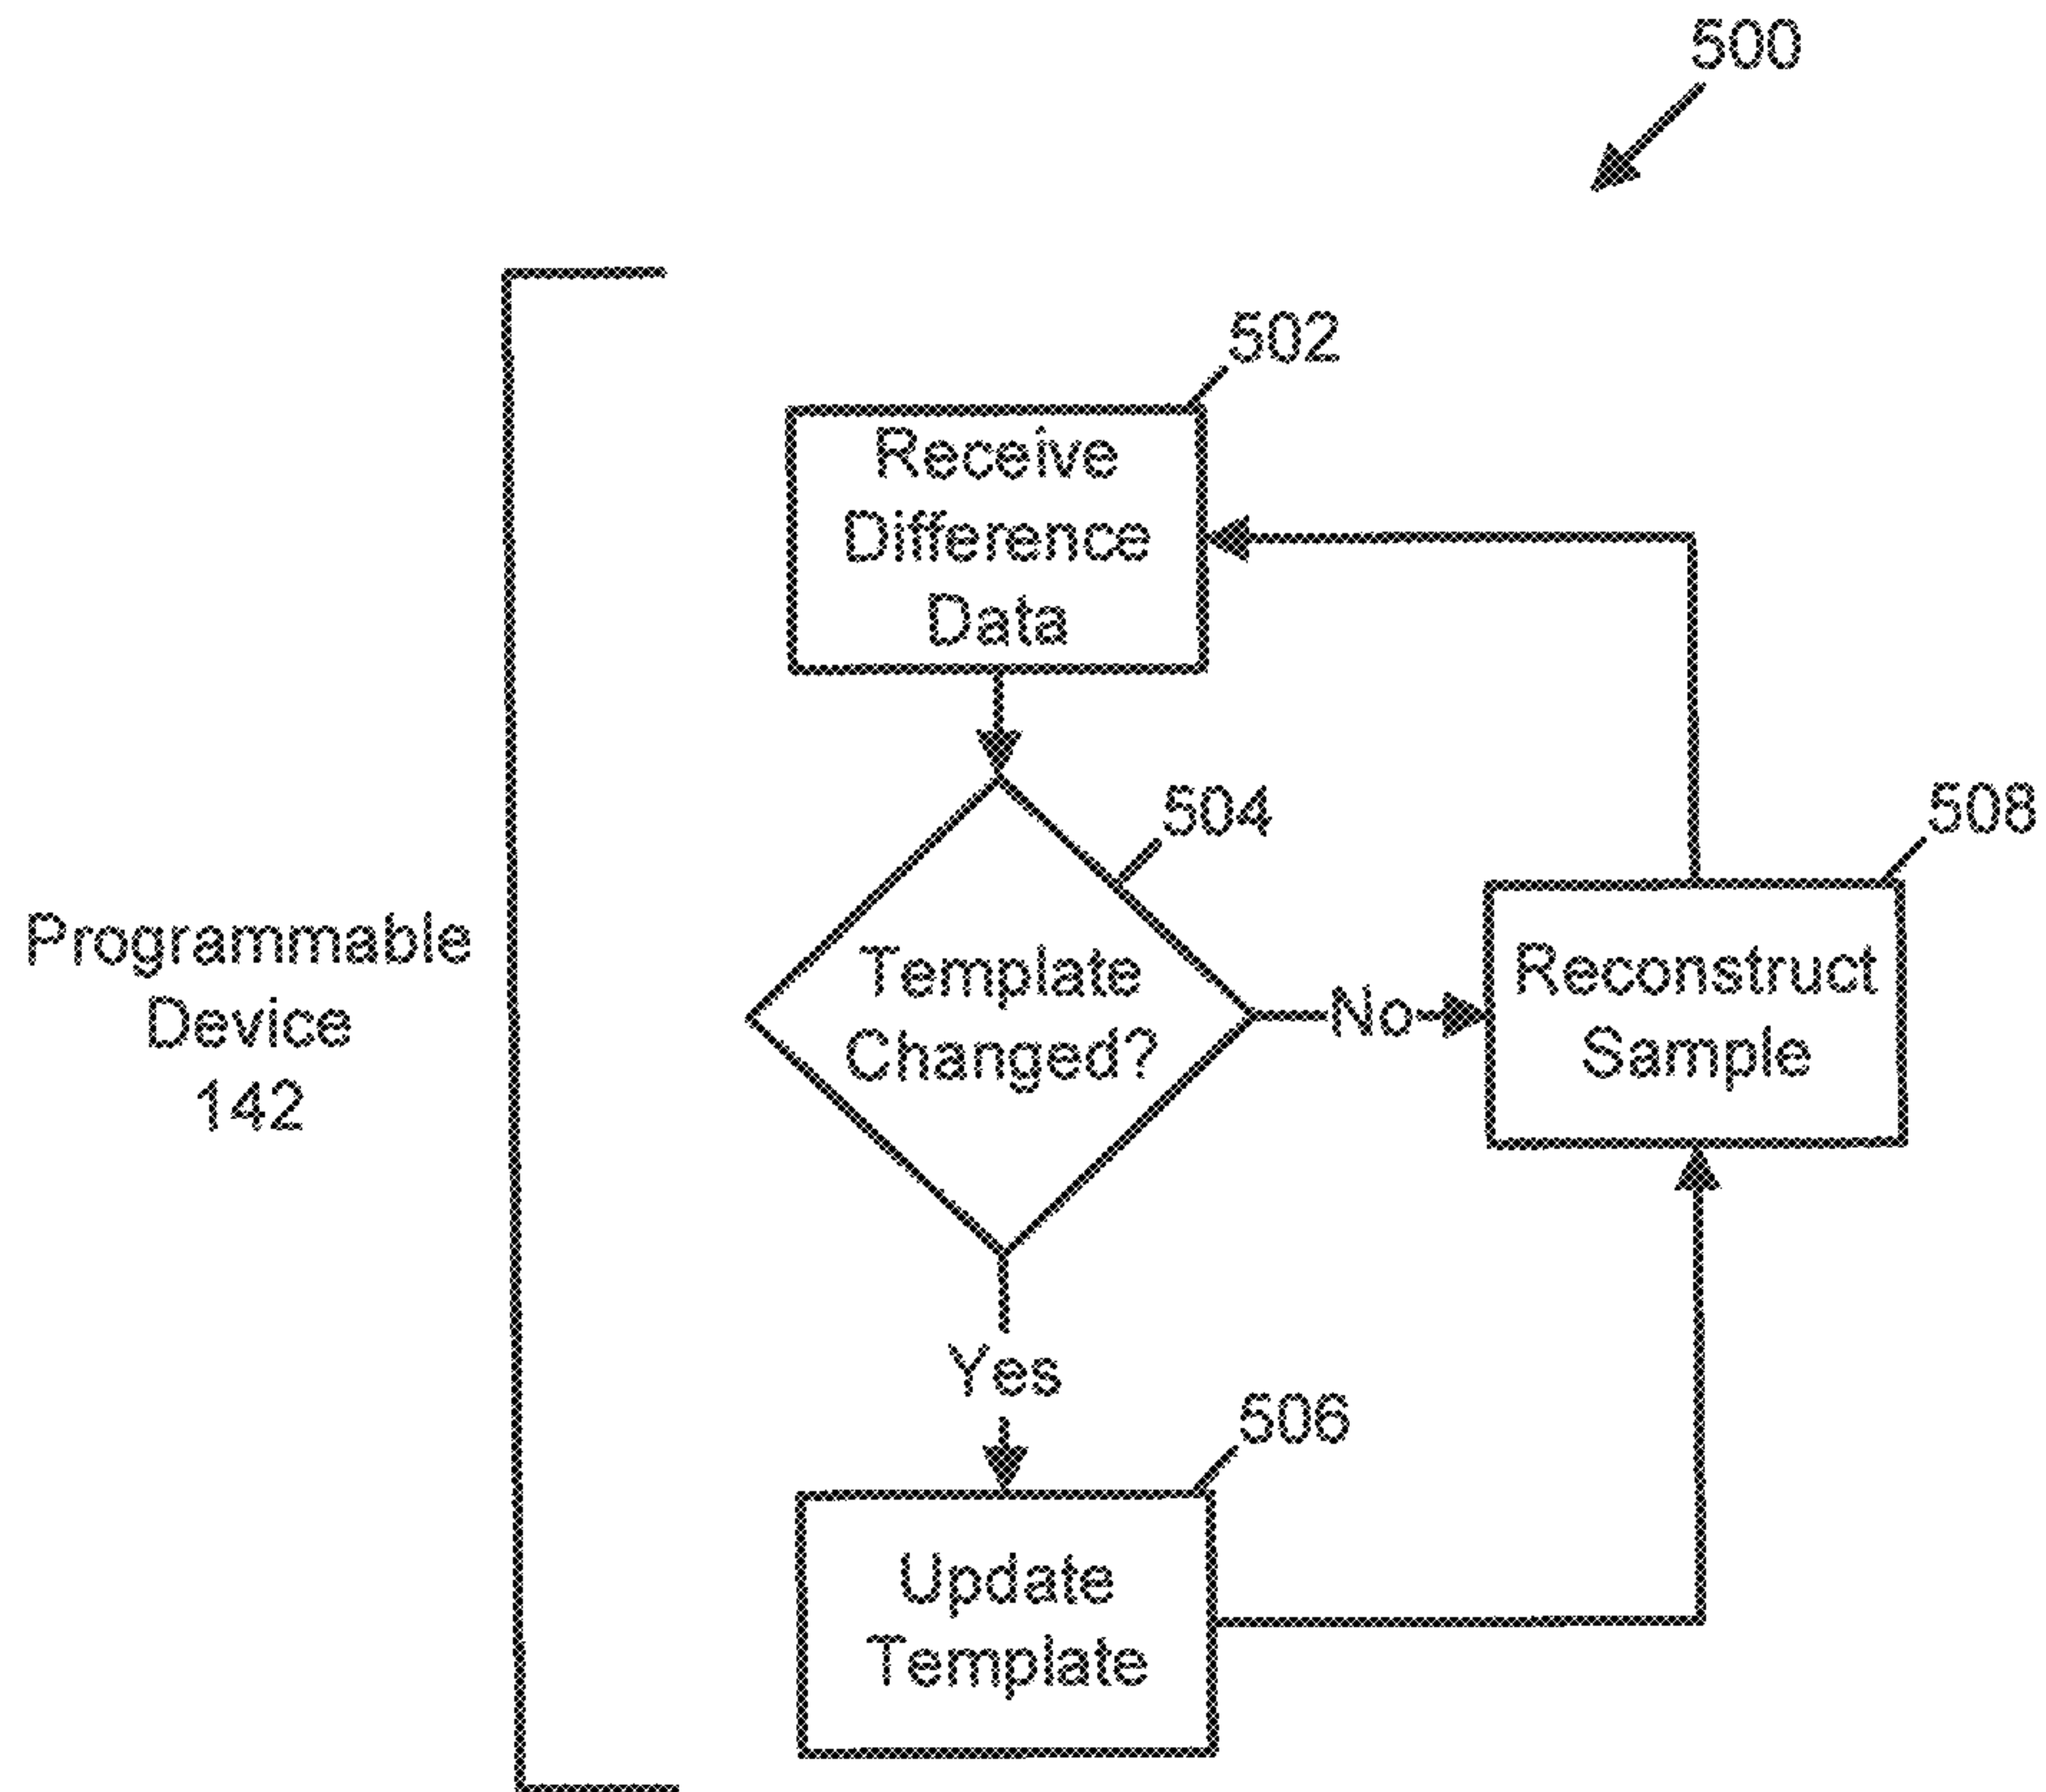 500
502
Receive
Difference
Data
504
Template
Changed?
No
508
Reconstruct
Sample
Programmable
Device
142
Yes
506
Update
Template